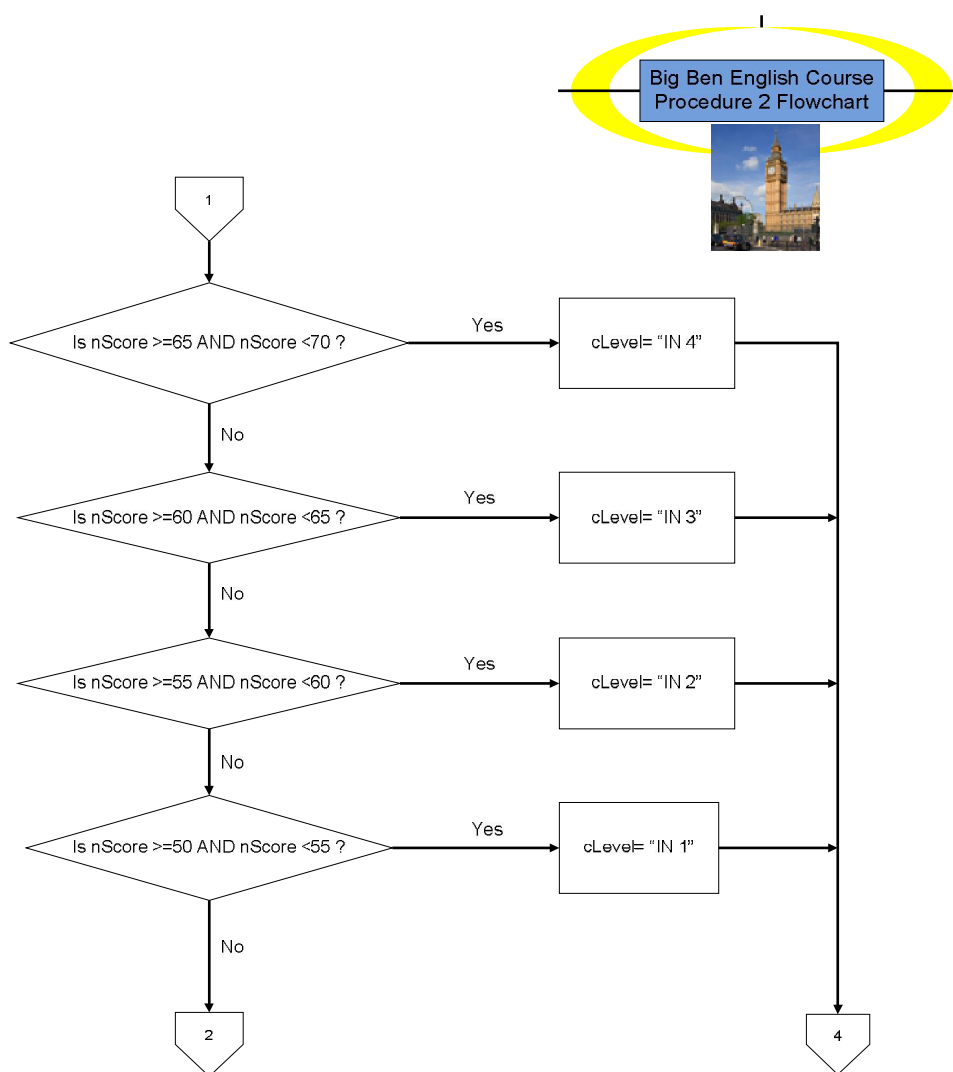 Big Ben English Course
Procedure 2 Flowchart
1
Is nScore >=65 AND nScore <70 ?
Yes
cLevel= “IN 4”
No
Is nScore >=60 AND nScore <65 ?
Yes
cLevel= “IN 3”
No
Is nScore >=55 AND nScore <60 ?
Yes
cLevel= “IN 2”
No
Is nScore >=50 AND nScore <55 ?
Yes
cLevel= “IN 1”
No
2
4